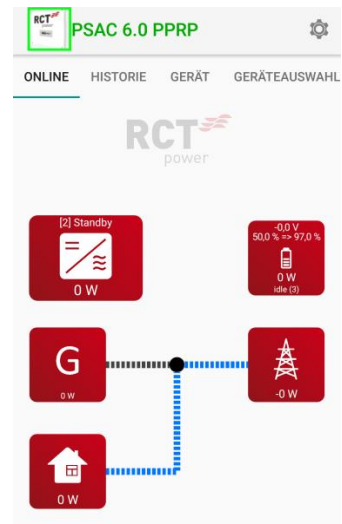 RCT
PSAC 6.0 PPRP
ONLINE HISTORIE GERÄT GERÄTEAUSWAHL
RCT
power
[2] Standby
0 W
-0,0 V
50,0 % => 97,0 %
0 W
idle (3)
G
0 W
-0 W
0 W